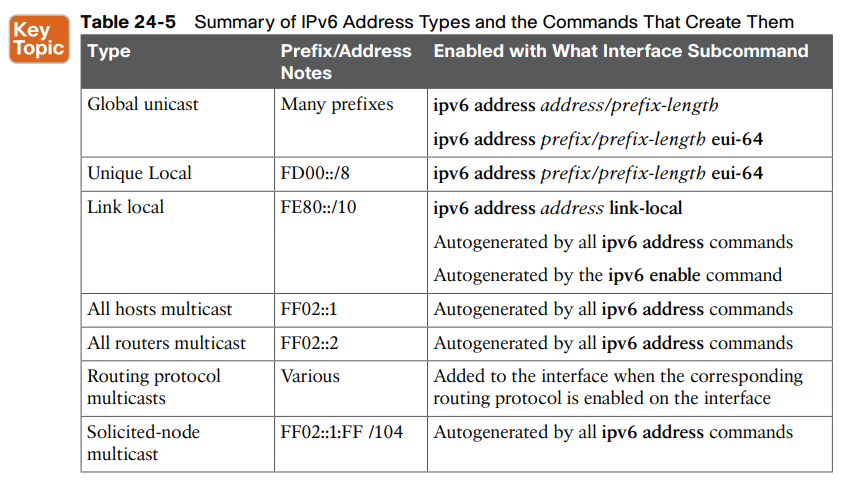 Key
Topic
Table 24-5 Summary of IPv6 Address Types and the Commands That Create Them
Type
Prefix/Address
Notes
Enabled with What Interface Subcommand
Global unicast
Many prefixes
ipv6 address address/prefix-length
ipv6 address prefix/prefix-length eui-64
Unique Local
FD00::/8
ipv6 address prefix/prefix-length eui-64
Link local
FE80::/10
ipv6 address address link-local
Autogenerated by all ipv6 address commands
Autogenerated by the ipv6 enable command
All hosts multicast
FF02::1
Autogenerated by all ipv6 address commands
All routers multicast
FF02::2
Autogenerated by all ipv6 address commands
Routing protocol
multicasts
Various
Added to the interface when the corresponding
routing protocol is enabled on the interface
Solicited-node
multicast
FF02::1:FF /104
Autogenerated by all ipv6 address commands